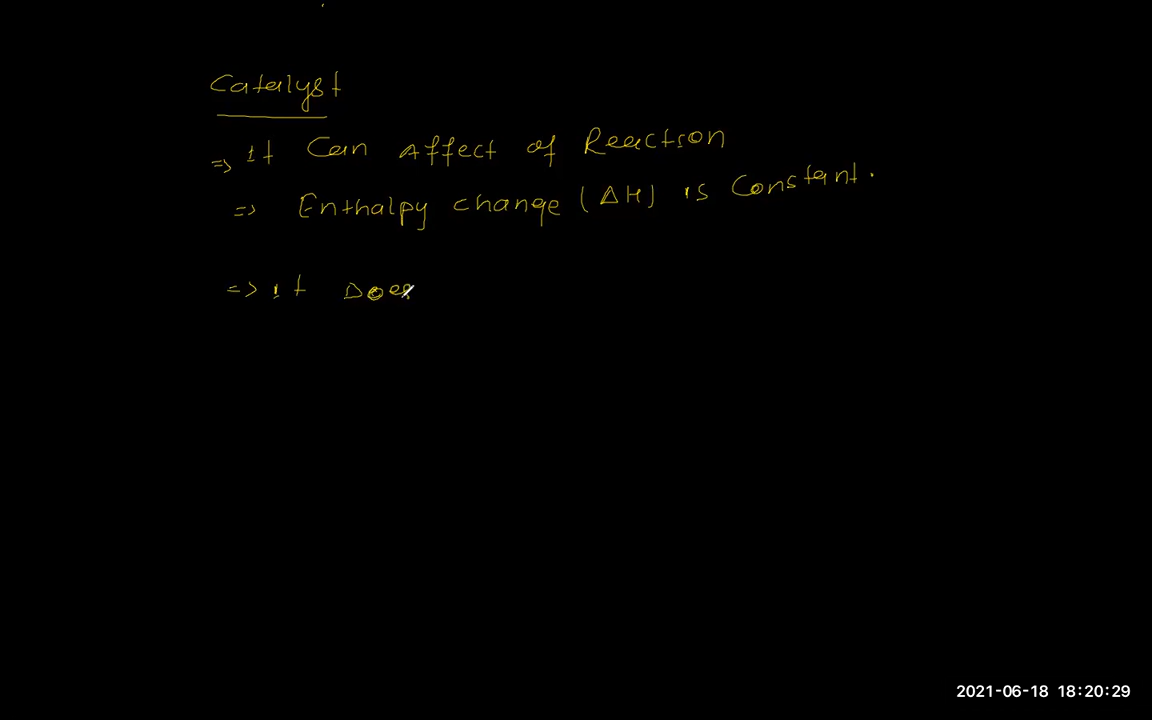 Catalyst
=> It Can Affect of Reaction
=> Enthalpy change (ΔH) is Constant.
=> It Does
2021-06-18 18:20:29